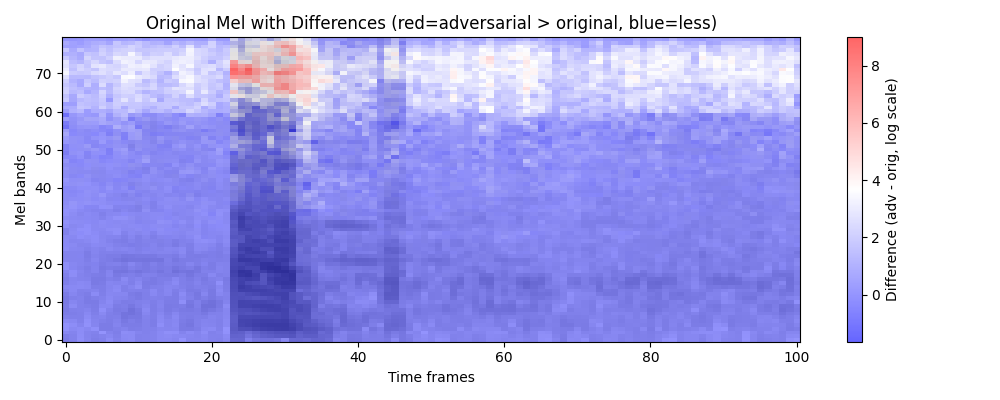 Original Mel with Differences (red=adversarial > original, blue=less)
Mel bands
70
60
50
40
30
20
10
0
0 20 40 60 80 100
Time frames
8
6
4
2
0
Difference (adv - orig, log scale)